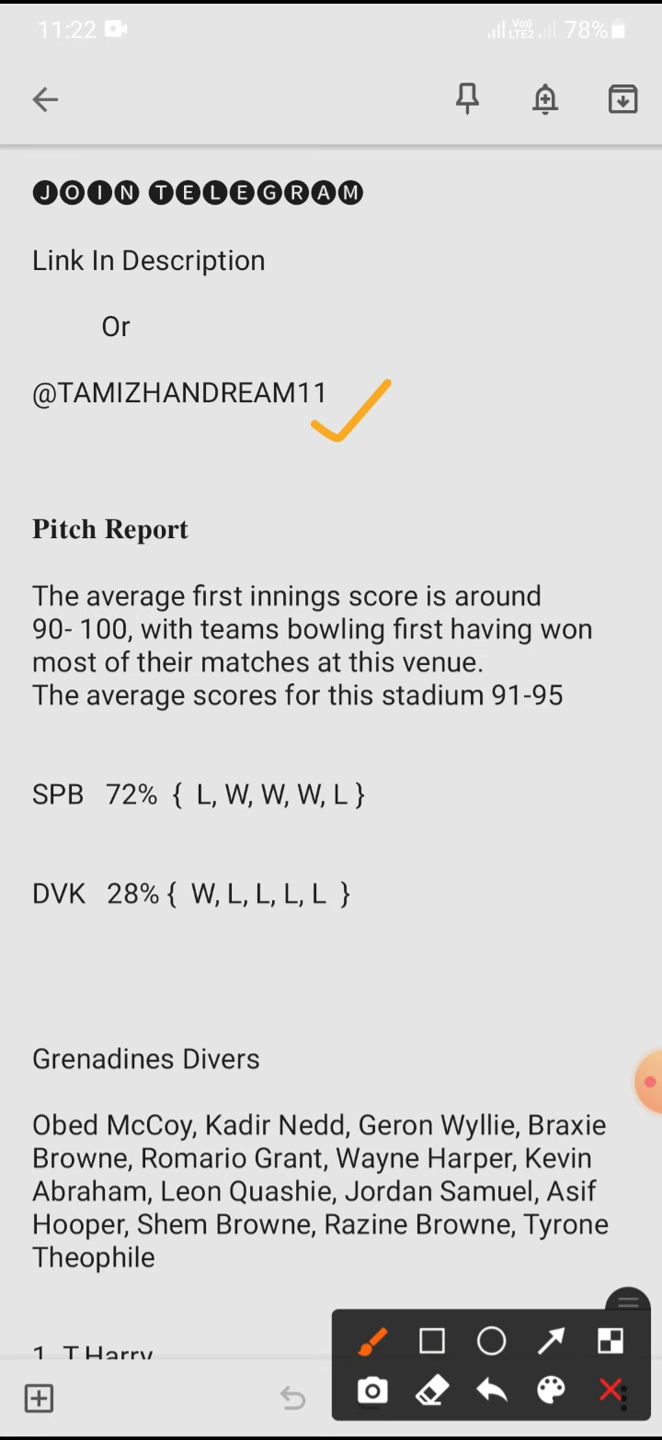 11:22
Vo)
LTE2
78%
🅙🅞🅘🅝 🅣🅔🅛🅔🅖🅡🅐🅜
Link In Description
Or
@TAMIZHANDREAM11
Pitch Report
The average first innings score is around
90- 100, with teams bowling first having won
most of their matches at this venue.
The average scores for this stadium 91-95
SPB 72% { L, W, W, W, L }
DVK 28% { W, L, L, L, L }
Grenadines Divers
Obed McCoy, Kadir Nedd, Geron Wyllie, Braxie
Browne, Romario Grant, Wayne Harper, Kevin
Abraham, Leon Quashie, Jordan Samuel, Asif
Hooper, Shem Browne, Razine Browne, Tyrone
Theophile
1. T Harry